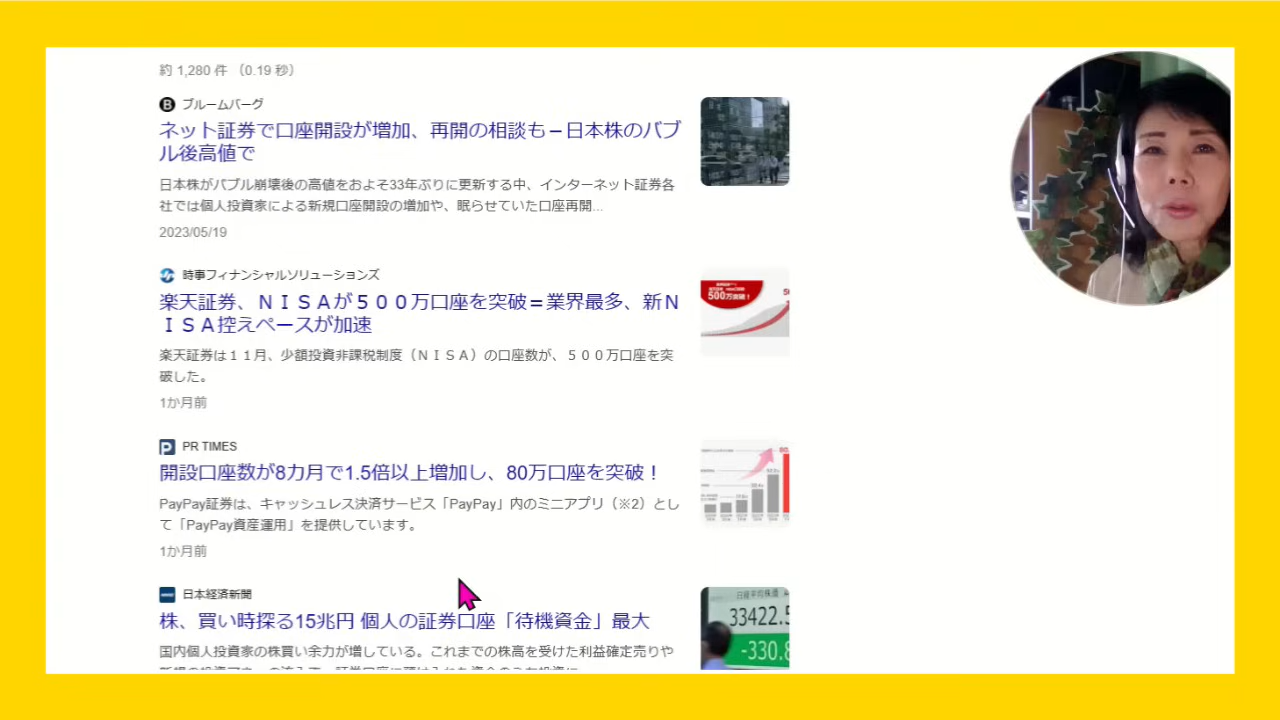 約 1,280 件 （0.19 秒）
ブルームバーグ
ネット証券で口座開設が増加、再開の相談も－日本株のバブ
ル後高値で
日本株がバブル崩壊後の高値をおよそ33年ぶりに更新する中、インターネット証券各
社では個人投資家による新規口座開設の増加や、眠らせていた口座再開...
2023/05/19
時事フィナンシャルソリューションズ
楽天証券、ＮＩＳＡが５００万口座を突破＝業界最多、新Ｎ
ＩＳＡ控えペースが加速
500万突破！
楽天証券は１１月、少額投資非課税制度（ＮＩＳＡ）の口座数が、５００万口座を突
破した。
1か月前
PR TIMES
開設口座数が8カ月で1.5倍以上増加し、80万口座を突破！
PayPay証券は、キャッシュレス決済サービス「PayPay」内のミニアプリ（※2）とし
て「PayPay資産運用」を提供しています。
1か月前
日本経済新聞
株、買い時探る15兆円 個人の証券口座「待機資金」最大
日経平均株価
33422.5
-330.8
国内個人投資家の株買い余力が増している。これまでの株高を受けた利益確定売りや